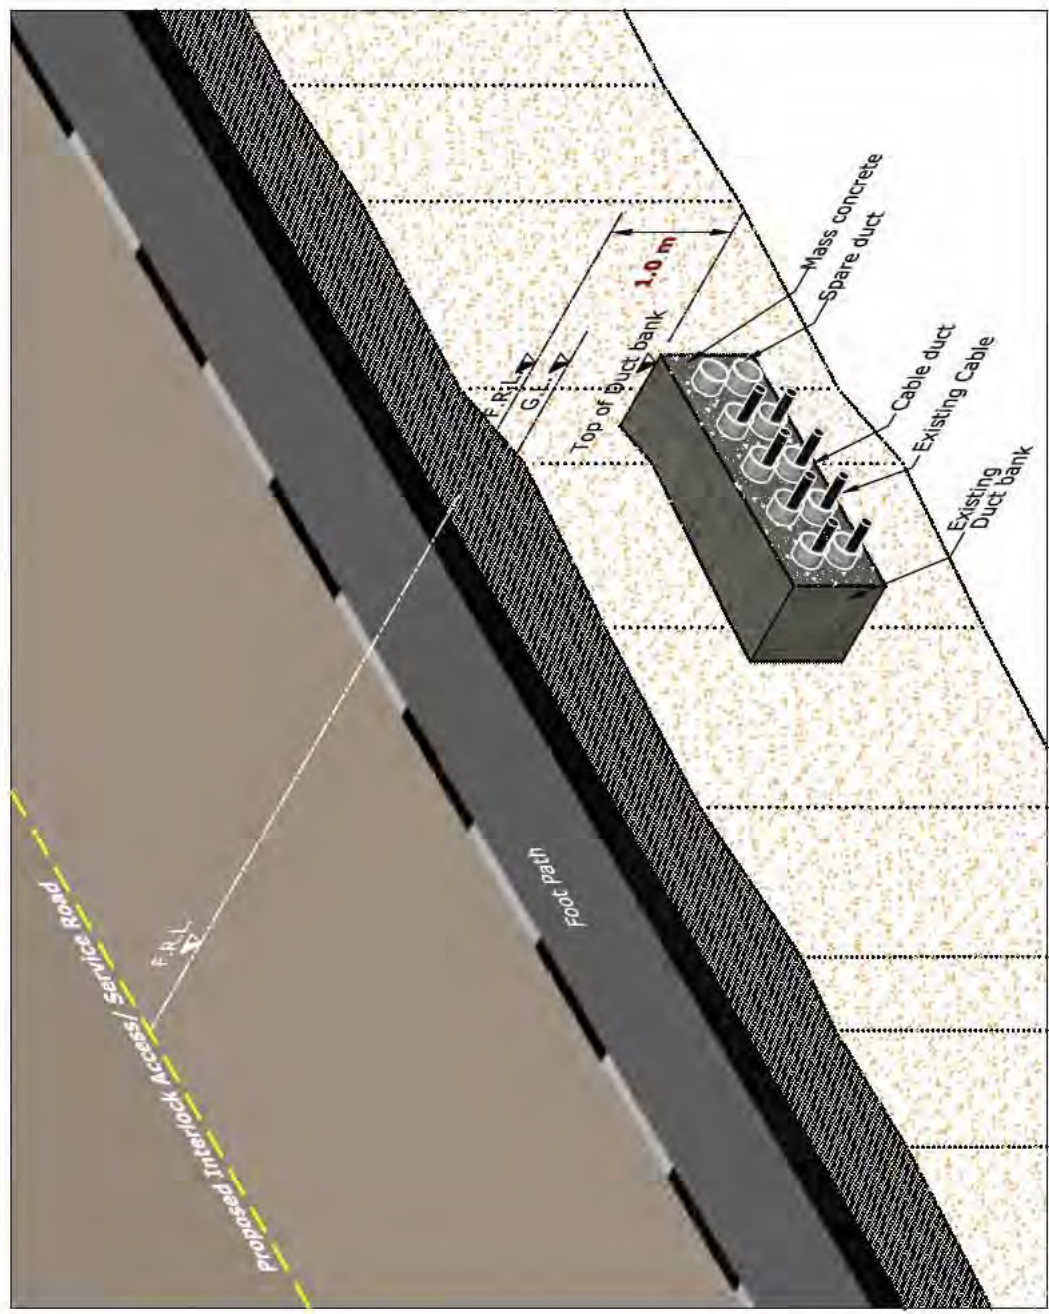 Proposed Interlock Access/ Service Road
F.R.L.
Foot path
F.R.L.
G.L.
Top of Duct bank
1.0 m
Mass concrete
Spare duct
Cable duct
Existing Cable
Existing
Duct bank